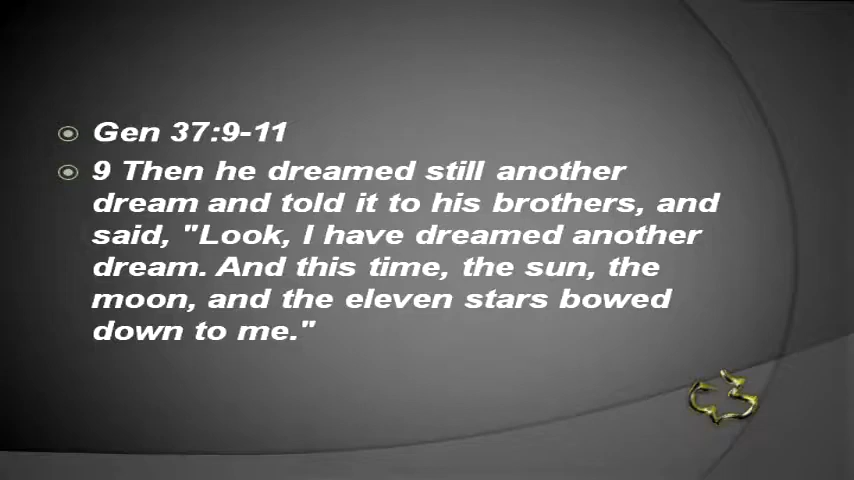 Gen 37:9-11
9 Then he dreamed still another
dream and told it to his brothers, and
said, "Look, I have dreamed another
dream. And this time, the sun, the
moon, and the eleven stars bowed
down to me."